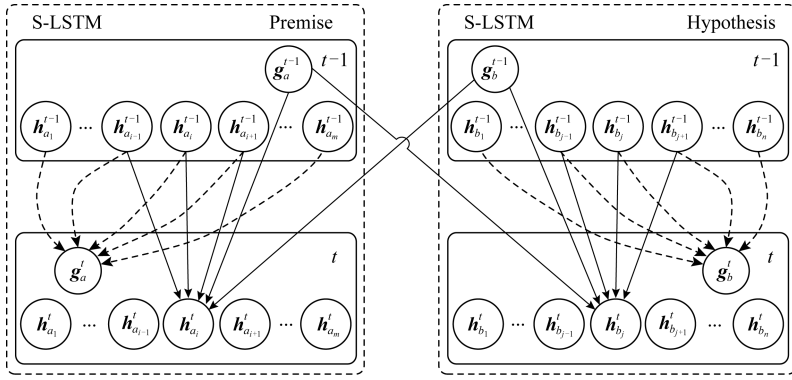 S-LSTM Premise
t−1
g_a^{t−1}
h_{a_1}^{t−1} ... h_{a_{i−1}}^{t−1} h_{a_i}^{t−1} h_{a_{i+1}}^{t−1} ... h_{a_m}^{t−1}
t
g_a^t
h_{a_1}^t ... h_{a_{i−1}}^t h_{a_i}^t h_{a_{i+1}}^t ... h_{a_m}^t
S-LSTM Hypothesis
t−1
g_b^{t−1}
h_{b_1}^{t−1} ... h_{b_{j−1}}^{t−1} h_{b_j}^{t−1} h_{b_{j+1}}^{t−1} ... h_{b_n}^{t−1}
t
g_b^t
h_{b_1}^t ... h_{b_{j−1}}^t h_{b_j}^t h_{b_{j+1}}^t ... h_{b_n}^t